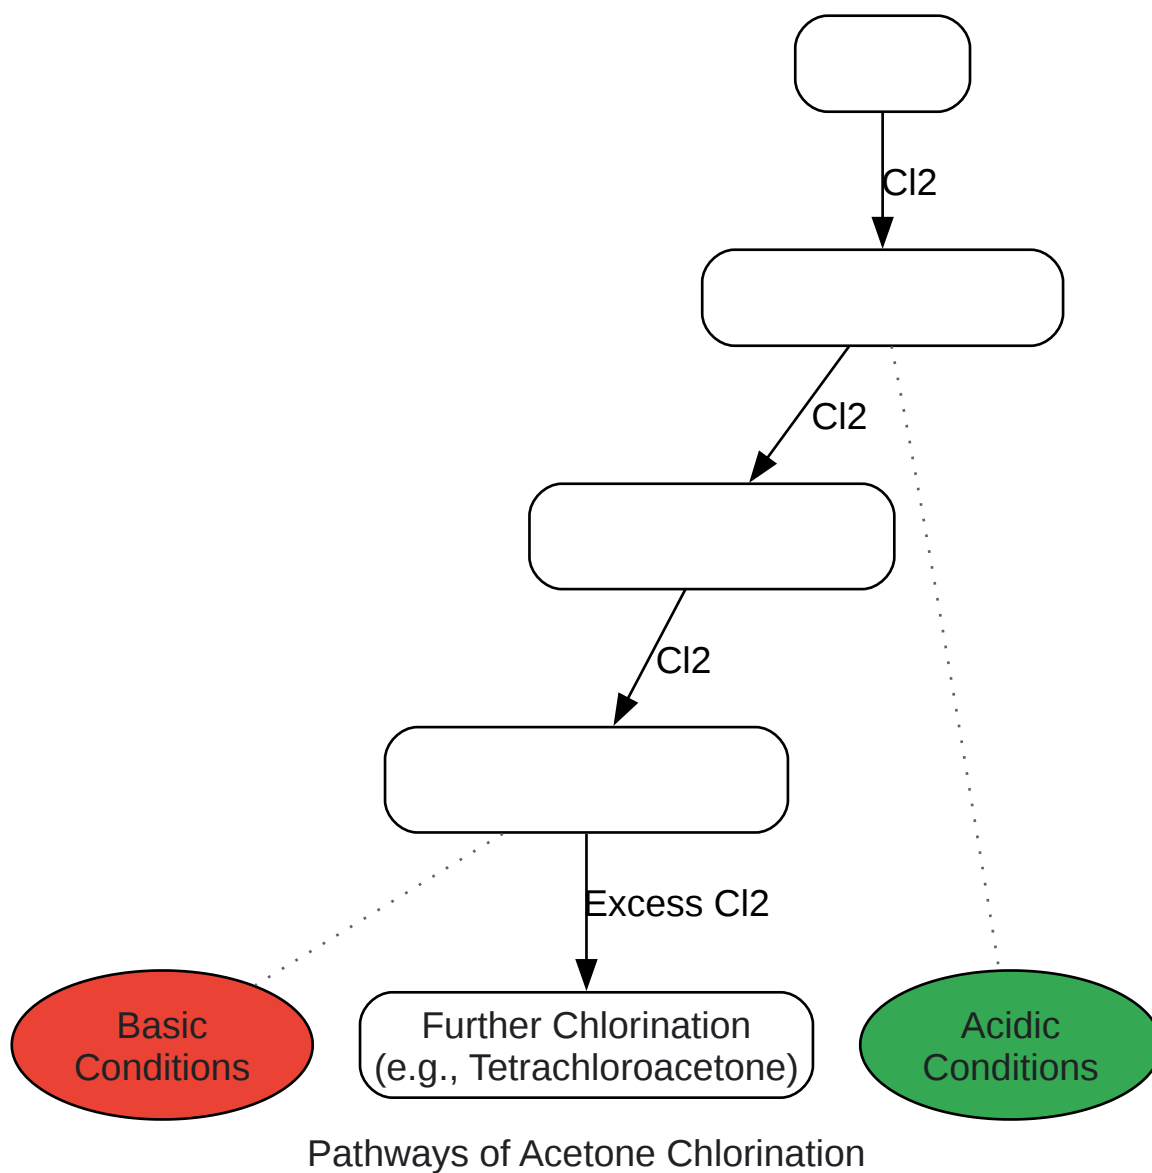 Cl2
Cl2
Cl2
Excess Cl2
Basic
Conditions
Further Chlorination
(e.g., Tetrachloroacetone)
Acidic
Conditions
Pathways of Acetone Chlorination